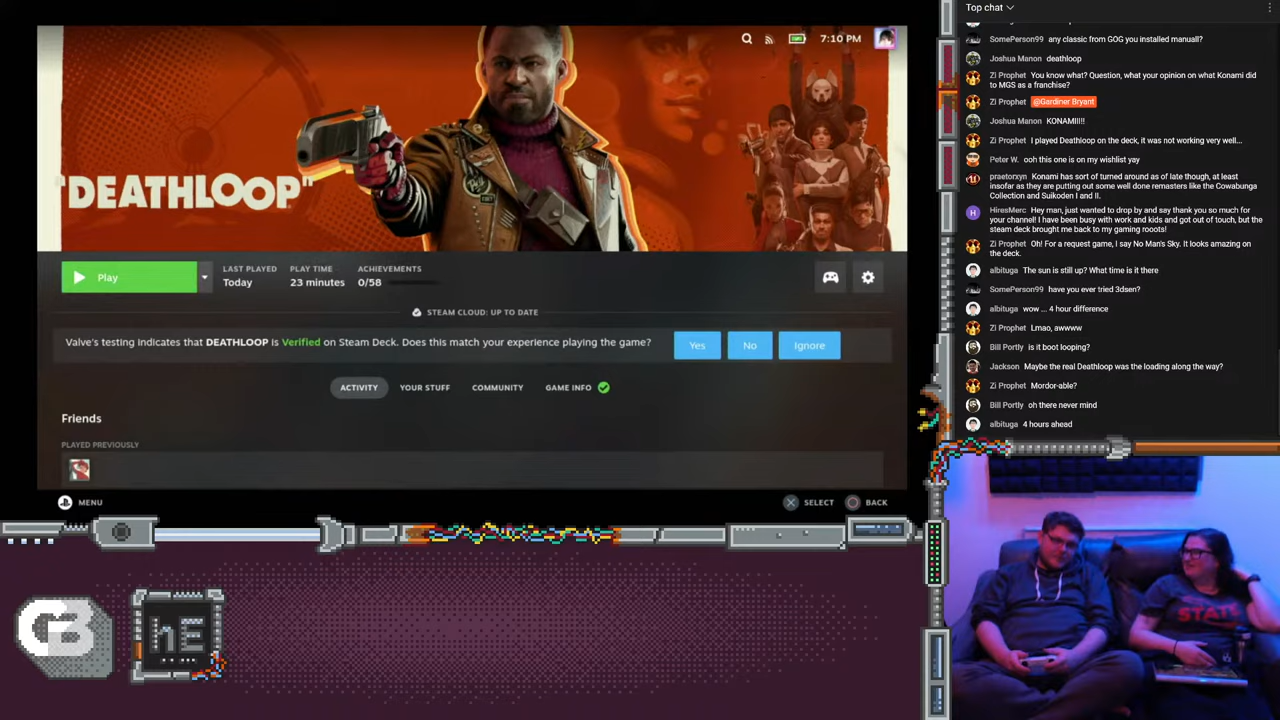 7:10 PM
"DEATHLOOP"
Play
LAST PLAYED
Today
PLAY TIME
23 minutes
ACHIEVEMENTS
0/58
STEAM CLOUD: UP TO DATE
Valve's testing indicates that DEATHLOOP is Verified on Steam Deck. Does this match your experience playing the game?
Yes
No
Ignore
ACTIVITY
YOUR STUFF
COMMUNITY
GAME INFO
Friends
PLAYED PREVIOUSLY
MENU
SELECT
BACK
GB
hE
Top chat
SomePerson99 any classic from GOG you installed manuall?
Joshua Manon deathloop
Zi Prophet You know what? Question, what your opinion on what Konami did
to MGS as a franchise?
Zi Prophet @Gardiner Bryant
Joshua Manon KONAMI!!!
Zi Prophet I played Deathloop on the deck, it was not working very well...
Peter W. ooh this one is on my wishlist yay
praetorxyn Konami has sort of turned around as of late though, at least
insofar as they are putting out some well done remasters like the Cowabunga
Collection and Suikoden I and II.
H
HiresMerc Hey man, just wanted to drop by and say thank you so much for
your channel! I have been busy with work and kids and got out of touch, but the
steam deck brought me back to my gaming rooots!
Zi Prophet Oh! For a request game, I say No Man's Sky. It looks amazing on
the deck.
albituga The sun is still up? What time is it there
SomePerson99 have you ever tried 3dsen?
albituga wow ... 4 hour difference
Zi Prophet Lmao, awwww
Bill Portly is it boot looping?
Jackson Maybe the real Deathloop was the loading along the way?
Zi Prophet Mordor-able?
Bill Portly oh there never mind
albituga 4 hours ahead
STATS